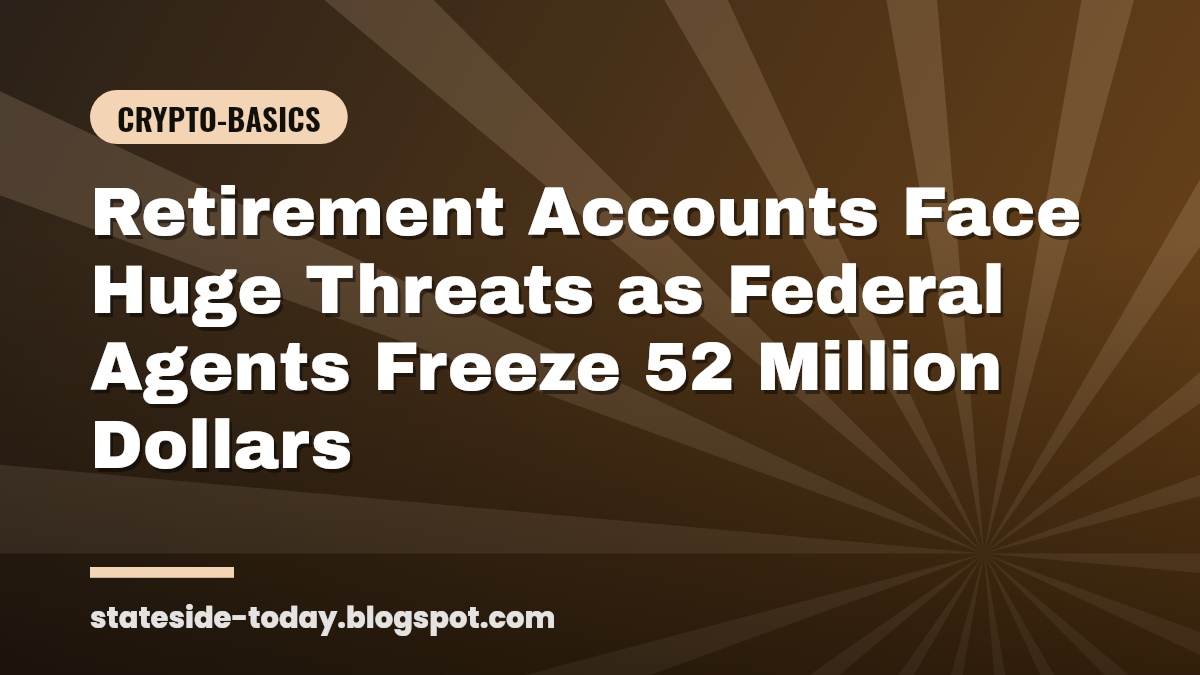 CRYPTO-BASICS
Retirement Accounts Face
Huge Threats as Federal
Agents Freeze 52 Million
Dollars
stateside-today.blogspot.com